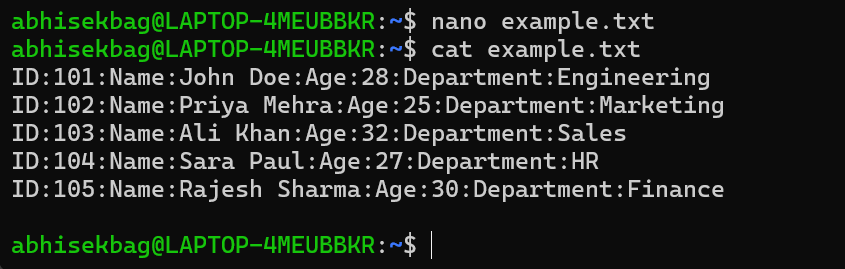 abhisekbag@LAPTOP-4MEUBBKR:~$ nano example.txt
abhisekbag@LAPTOP-4MEUBBKR:~$ cat example.txt
ID:101:Name:John Doe:Age:28:Department:Engineering
ID:102:Name:Priya Mehra:Age:25:Department:Marketing
ID:103:Name:Ali Khan:Age:32:Department:Sales
ID:104:Name:Sara Paul:Age:27:Department:HR
ID:105:Name:Rajesh Sharma:Age:30:Department:Finance
abhisekbag@LAPTOP-4MEUBBKR:~$